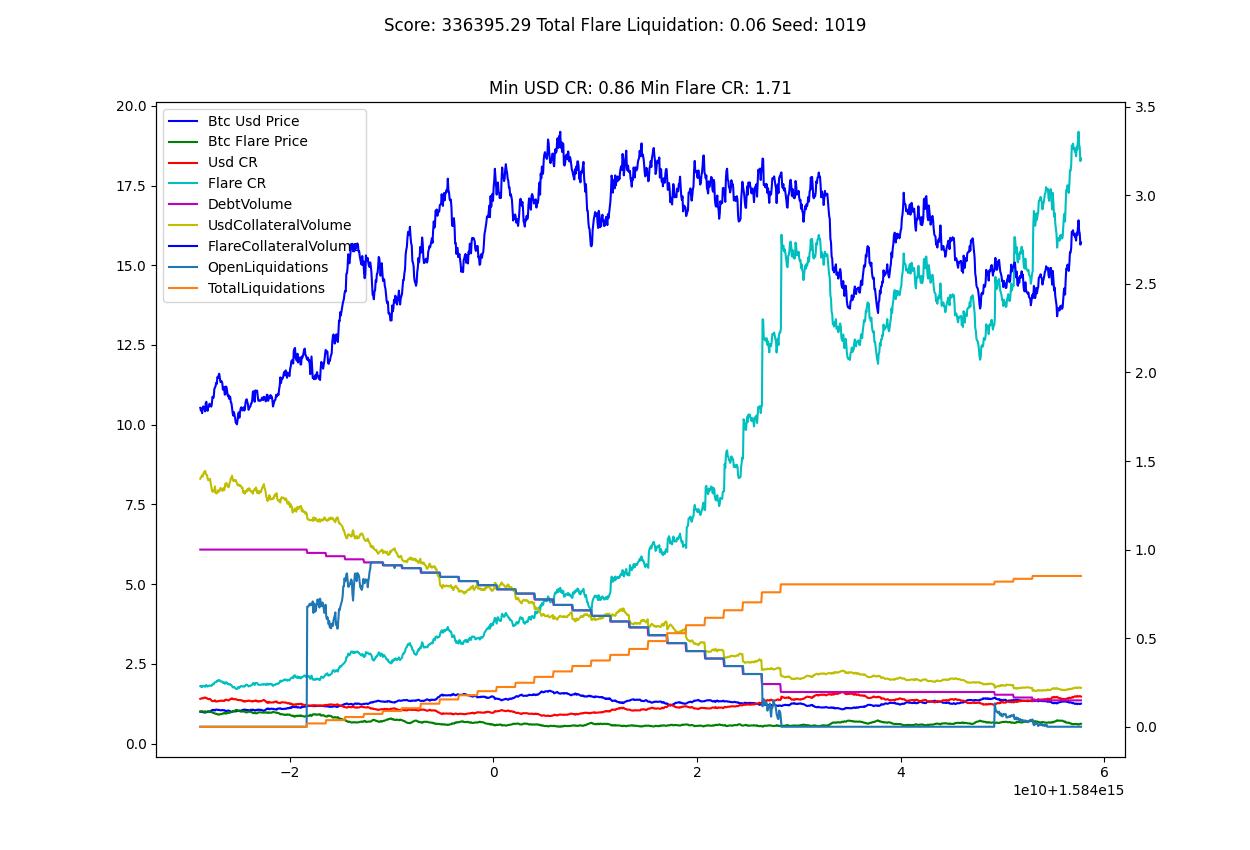 Score: 336395.29 Total Flare Liquidation: 0.06 Seed: 1019
Min USD CR: 0.86 Min Flare CR: 1.71
Btc Usd Price
Btc Flare Price
Usd CR
Flare CR
DebtVolume
UsdCollateralVolume
FlareCollateralVolume
OpenLiquidations
TotalLiquidations
20.0
17.5
15.0
12.5
10.0
7.5
5.0
2.5
0.0
3.5
3.0
2.5
2.0
1.5
1.0
0.5
0.0
−2 0 2 4 6
1e10+1.584e15